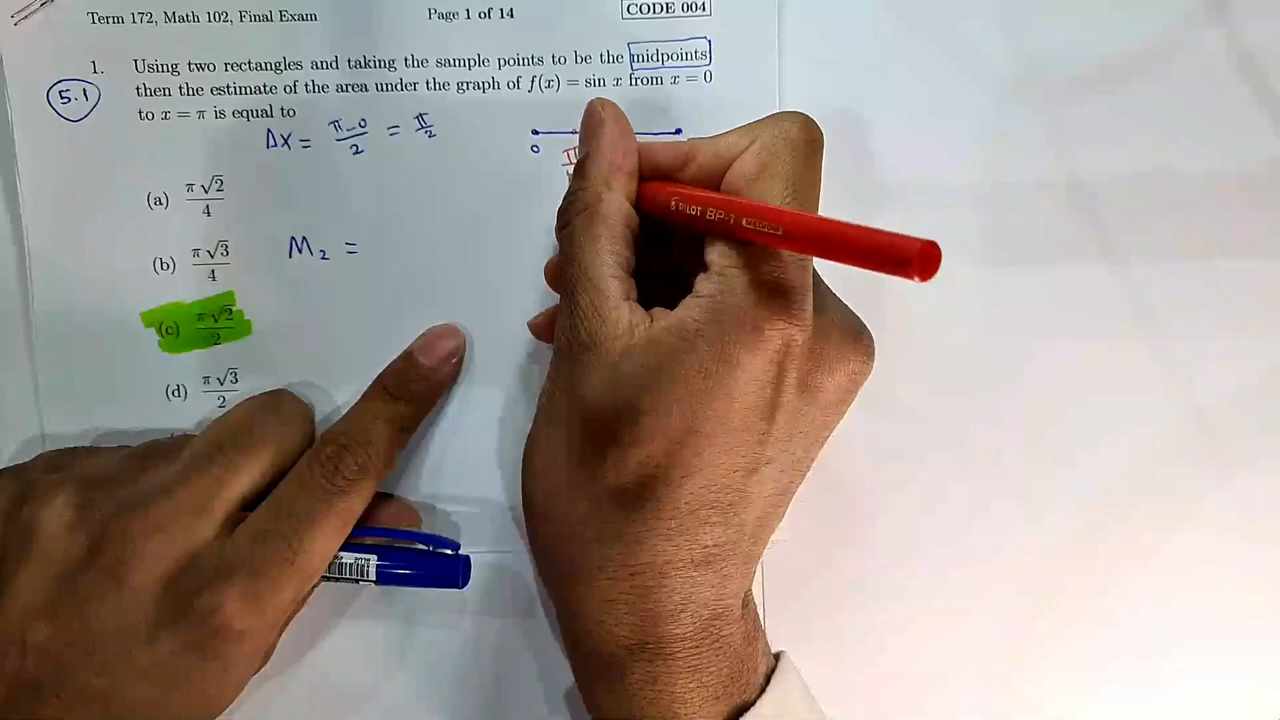 Term 172, Math 102, Final Exam Page 1 of 14 CODE 004
1. Using two rectangles and taking the sample points to be the midpoints
5.1 then the estimate of the area under the graph of f(x) = sin x from x = 0
to x = π is equal to
Δx = π-0/2 = π/2
0
(a) π√2/4
(b) π√3/4
M₂ =
(c) π√2/2
(d) π√3/2
PILOT BP-1 MEDIUM